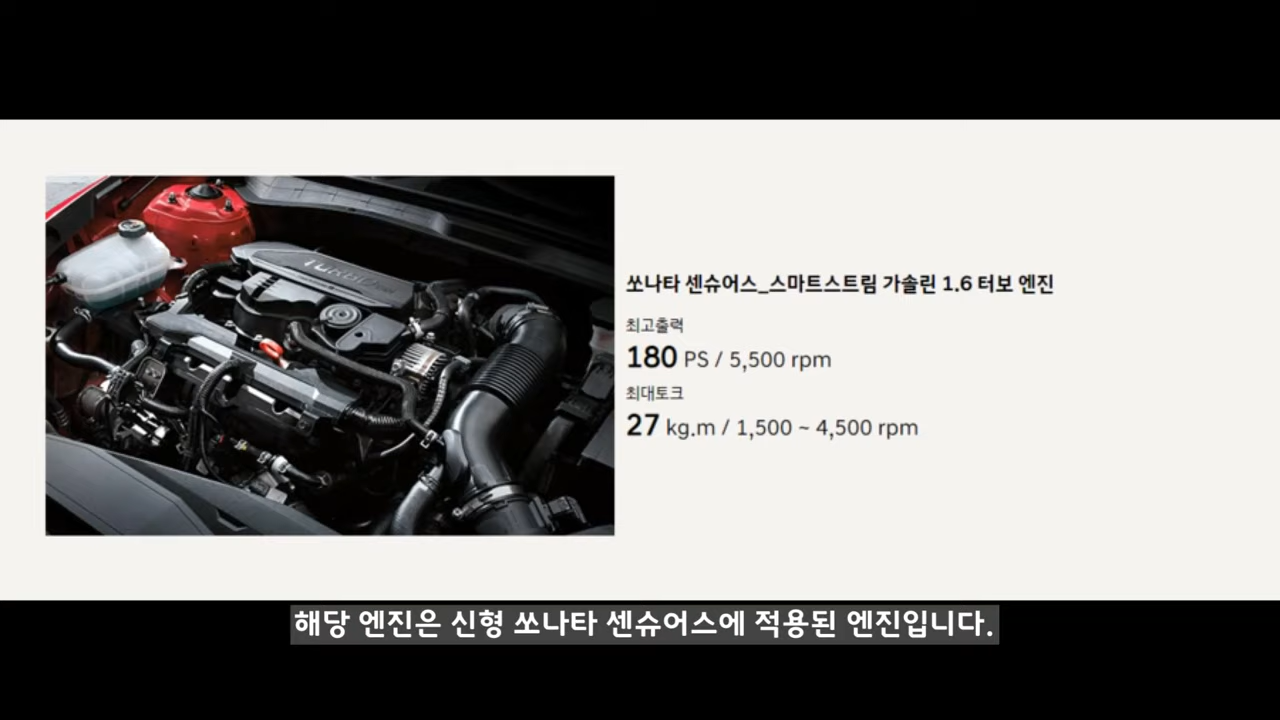 TURBO
쏘나타 센슈어스_스마트스트림 가솔린 1.6 터보 엔진
최고출력
180 PS / 5,500 rpm
최대토크
27 kg.m / 1,500 ~ 4,500 rpm
해당 엔진은 신형 쏘나타 센슈어스에 적용된 엔진입니다.